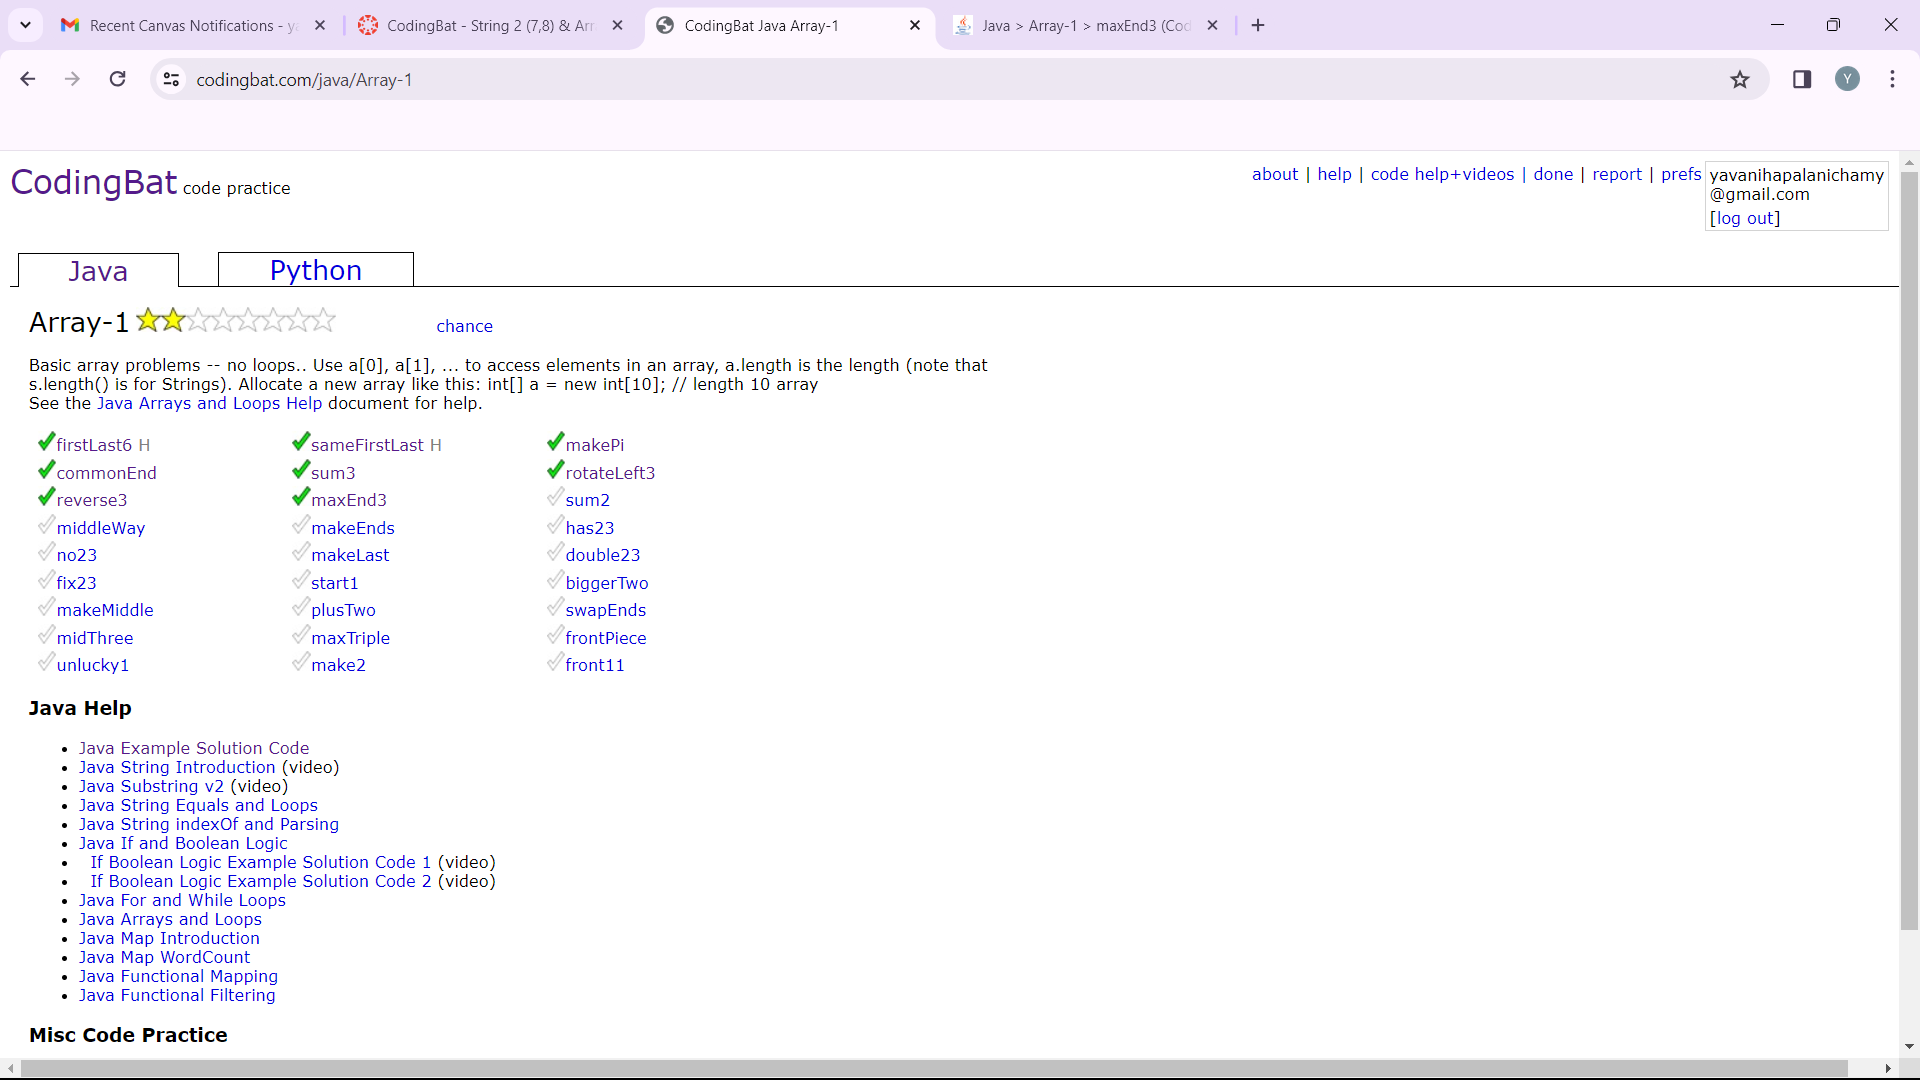 Recent Canvas Notifications - ya
CodingBat - String 2 (7,8) & Arr
CodingBat Java Array-1
Java > Array-1 > maxEnd3 (Cod
codingbat.com/java/Array-1
Y
CodingBat code practice
about | help | code help+videos | done | report | prefs
yavanihapalanichamy
@gmail.com
[log out]
Java
Python
Array-1
chance
Basic array problems -- no loops.. Use a[0], a[1], ... to access elements in an array, a.length is the length (note that
s.length() is for Strings). Allocate a new array like this: int[] a = new int[10]; // length 10 array
See the Java Arrays and Loops Help document for help.
firstLast6 H sameFirstLast H makePi
commonEnd sum3 rotateLeft3
reverse3 maxEnd3 sum2
middleWay makeEnds has23
no23 makeLast double23
fix23 start1 biggerTwo
makeMiddle plusTwo swapEnds
midThree maxTriple frontPiece
unlucky1 make2 front11
Java Help
• Java Example Solution Code
• Java String Introduction (video)
• Java Substring v2 (video)
• Java String Equals and Loops
• Java String indexOf and Parsing
• Java If and Boolean Logic
• If Boolean Logic Example Solution Code 1 (video)
• If Boolean Logic Example Solution Code 2 (video)
• Java For and While Loops
• Java Arrays and Loops
• Java Map Introduction
• Java Map WordCount
• Java Functional Mapping
• Java Functional Filtering
Misc Code Practice